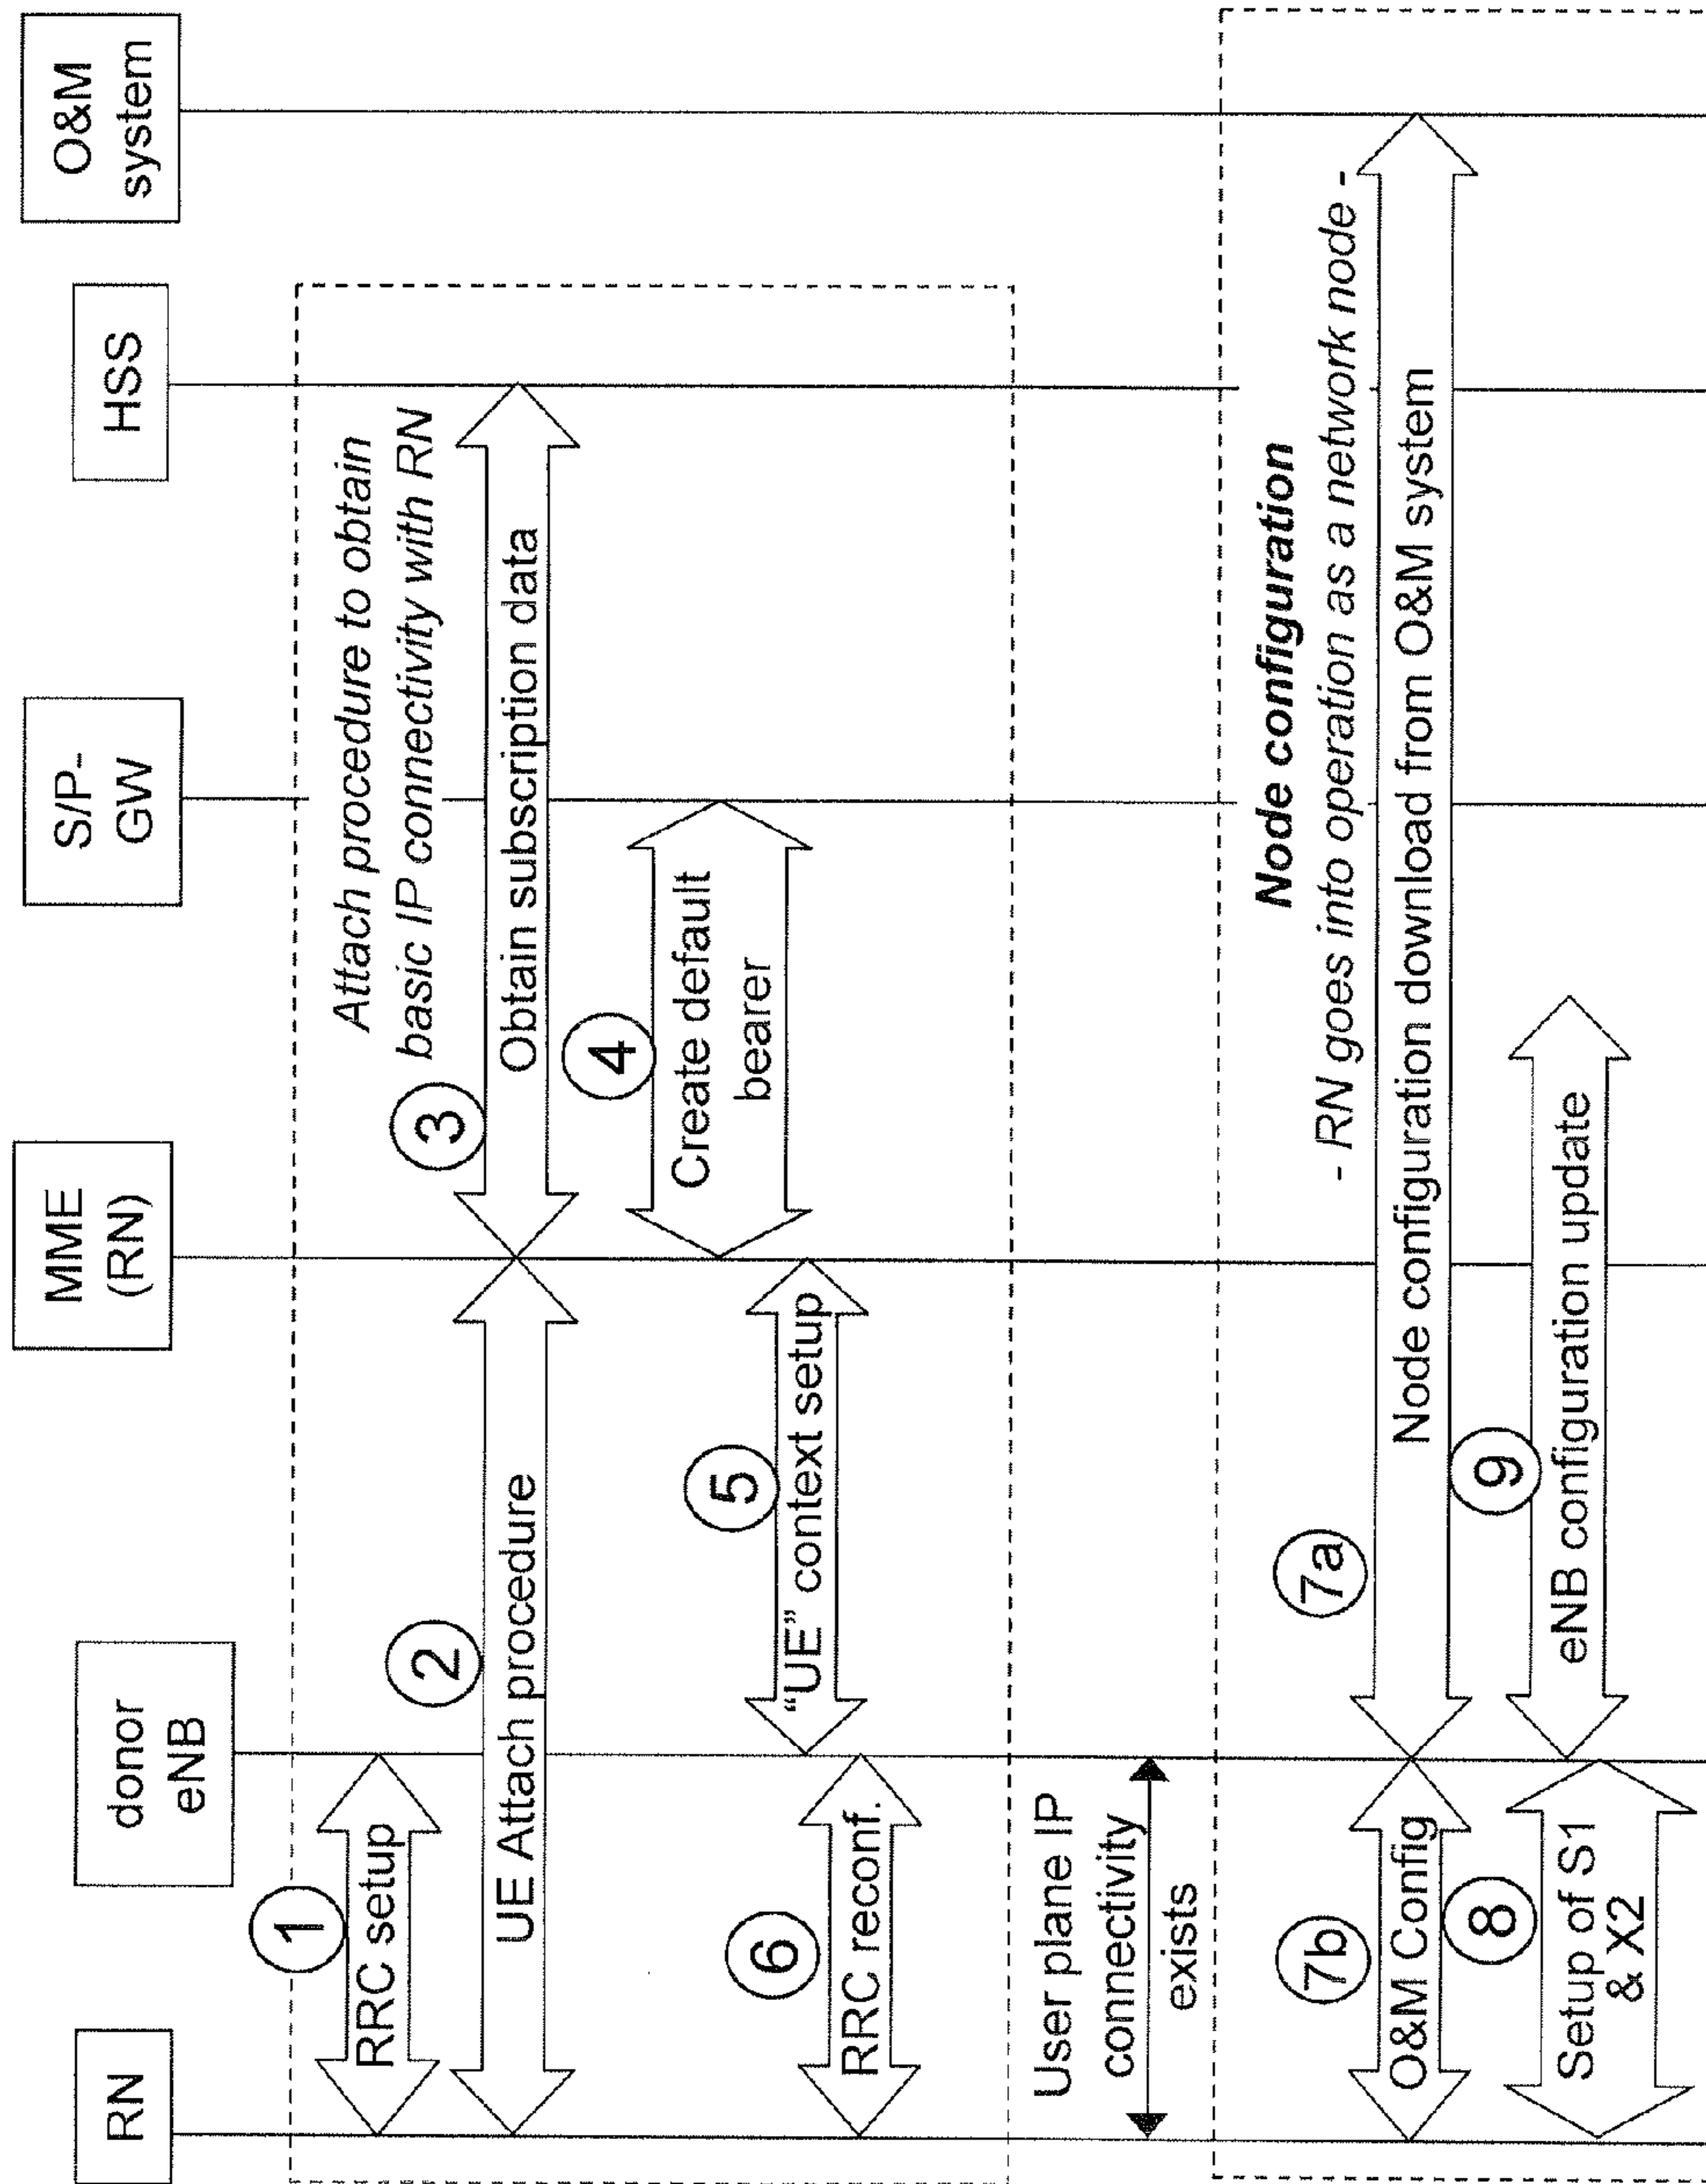 RN
donor
eNB
MME
(RN)
S/P-
GW
HSS
O&M
system
1
RRC setup
Attach procedure to obtain
basic IP connectivity with RN
2
UE Attach procedure
3
Obtain subscription data
4
Create default
bearer
5
“UE” context setup
6
RRC reconf.
User plane IP
connectivity
exists
Node configuration
- RN goes into operation as a network node -
7a
Node configuration download from O&M system
7b
O&M Config
8
Setup of S1
& X2
9
eNB configuration update